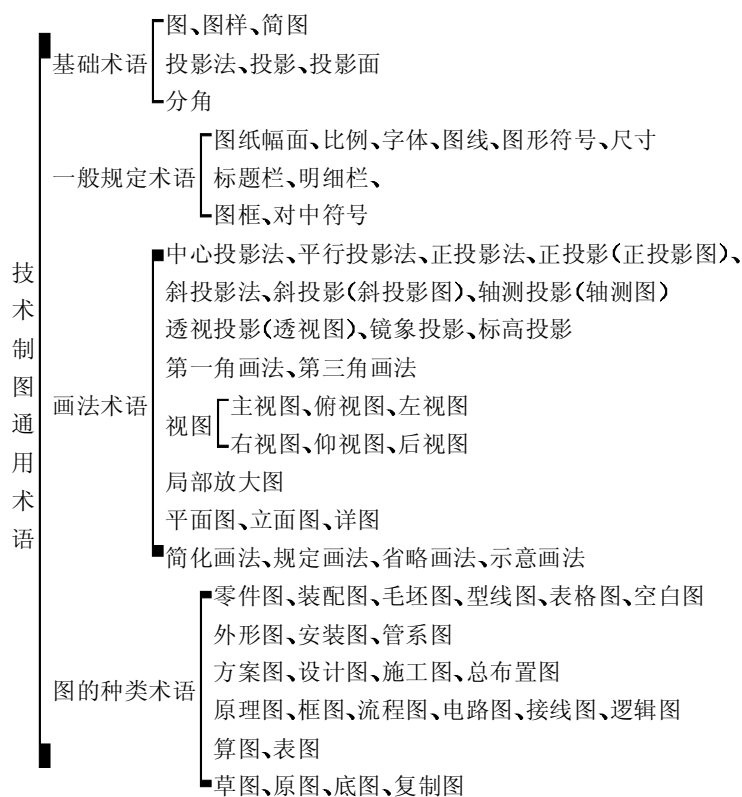 图、图样、简图
基础术语
投影法、投影、投影面
分角
图纸幅面、比例、字体、图线、图形符号、尺寸
一般规定术语
标题栏、明细栏、
图框、对中符号
技术制图通用术语
中心投影法、平行投影法、正投影法、正投影(正投影图)、
斜投影法、斜投影(斜投影图)、轴测投影(轴测图)
透视投影(透视图)、镜象投影、标高投影
第一角画法、第三角画法
画法术语
视图
主视图、俯视图、左视图
右视图、仰视图、后视图
局部放大图
平面图、立面图、详图
简化画法、规定画法、省略画法、示意画法
零件图、装配图、毛坯图、型线图、表格图、空白图
外形图、安装图、管系图
方案图、设计图、施工图、总布置图
图的种类术语
原理图、框图、流程图、电路图、接线图、逻辑图
算图、表图
草图、原图、底图、复制图